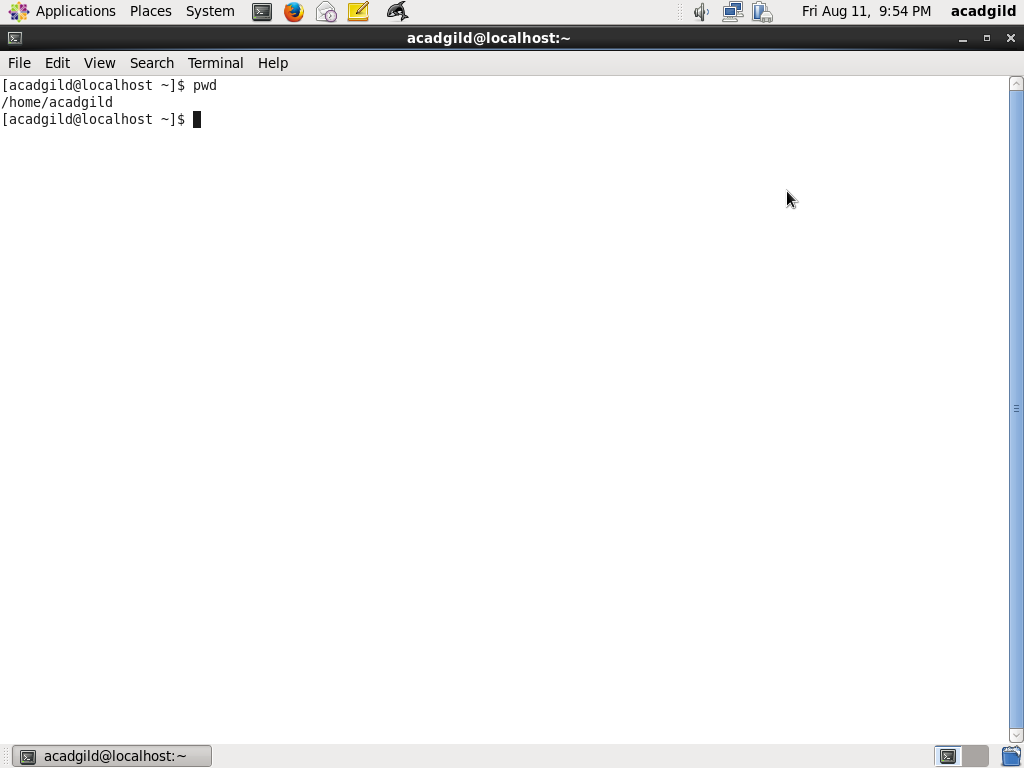 Applications Places System Fri Aug 11, 9:54 PM acadgild
acadgild@localhost:~
File Edit View Search Terminal Help
[acadgild@localhost ~]$ pwd
/home/acadgild
[acadgild@localhost ~]$
acadgild@localhost:~